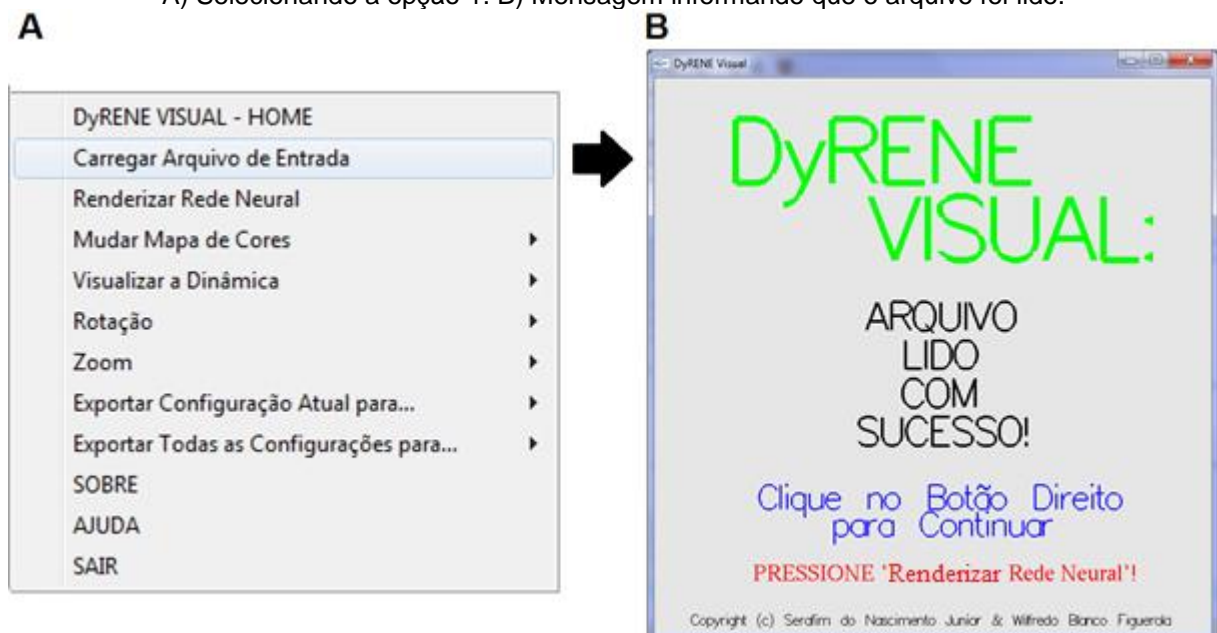 A) Selecionando a opção 1. B) Mensagem informando que o arquivo foi lido.
A
DyRENE VISUAL - HOME
Carregar Arquivo de Entrada
Renderizar Rede Neural
Mudar Mapa de Cores
Visualizar a Dinâmica
Rotação
Zoom
Exportar Configuração Atual para...
Exportar Todas as Configurações para...
SOBRE
AJUDA
SAIR
B
DyRENE Visual
DyRENE
VISUAL:
ARQUIVO
LIDO
COM
SUCESSO!
Clique no Botão Direito
para Continuar
PRESSIONE 'Renderizar Rede Neural'!
Copyright (c) Serafim do Nascimento Junior & Wilfredo Blanco Figuerola